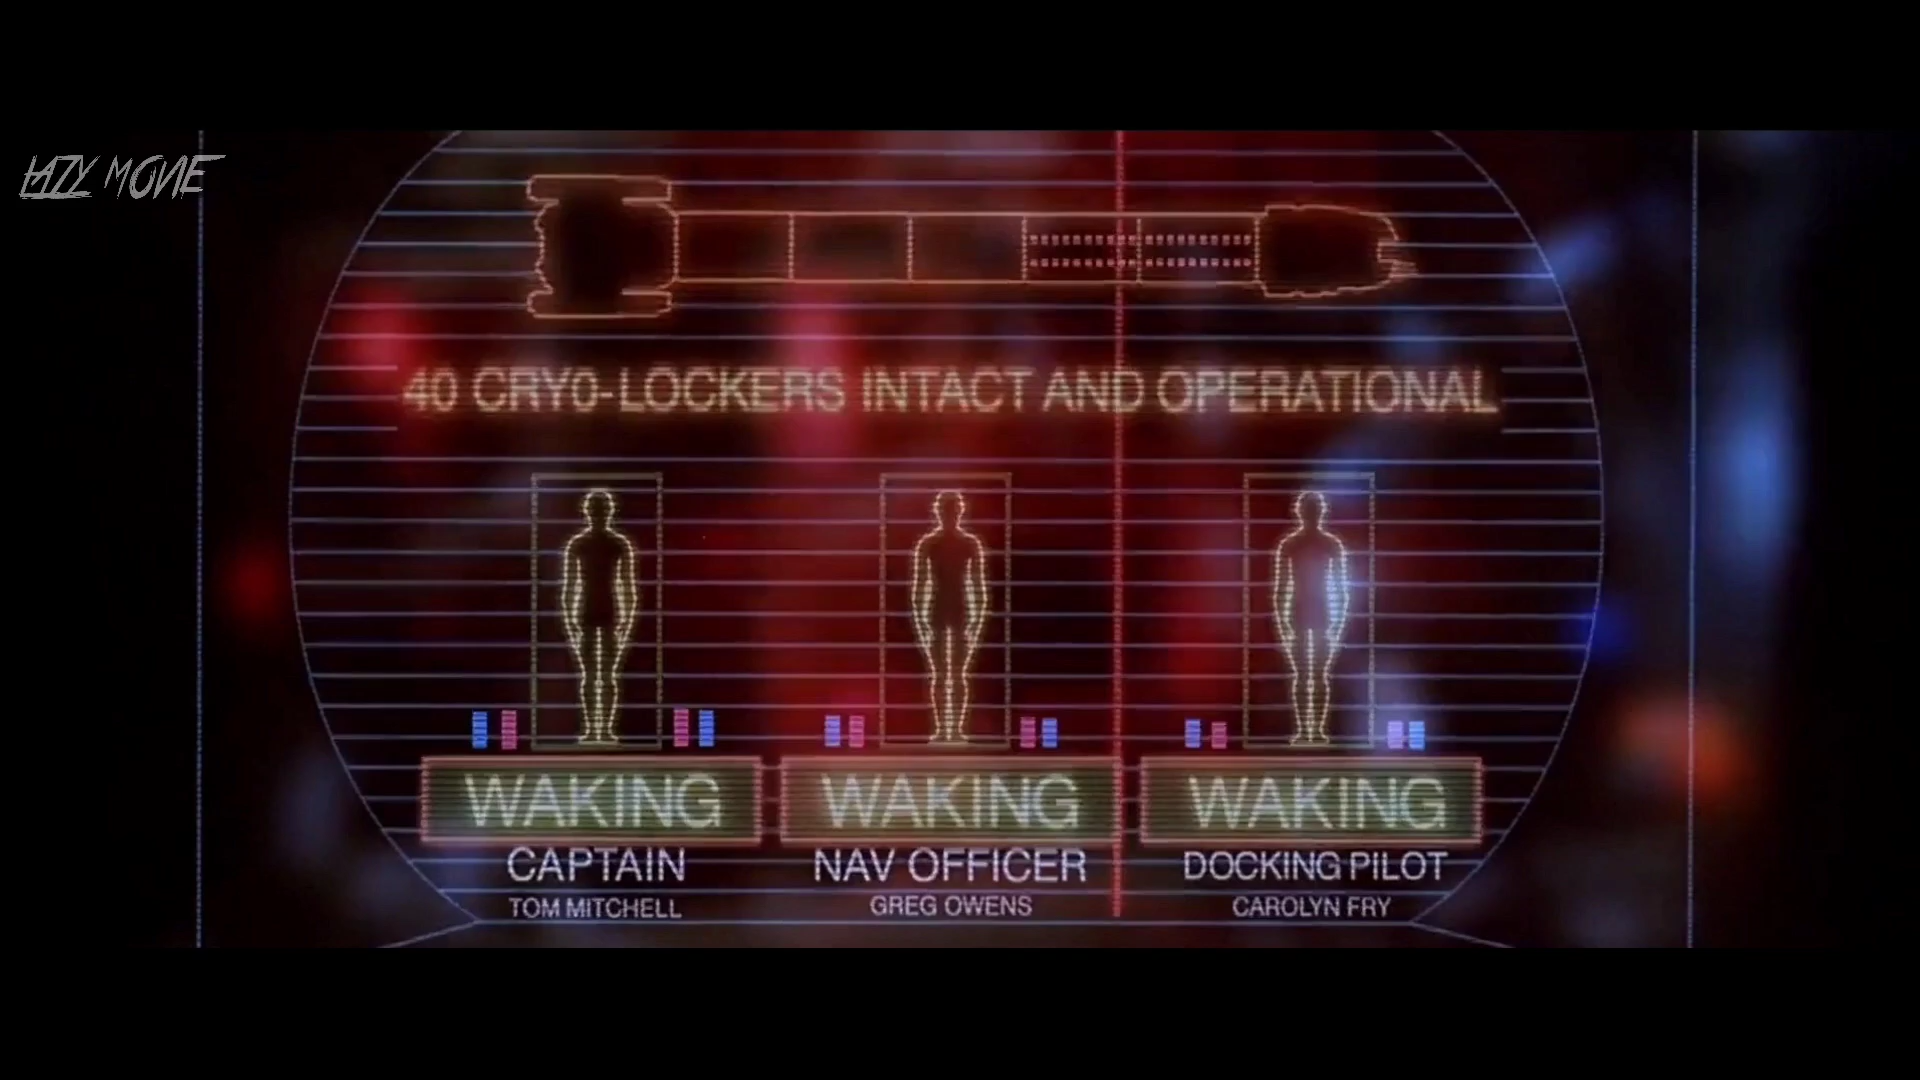 LAZY MOVIE
40 CRY0-LOCKERS INTACT AND OPERATIONAL
WAKING WAKING WAKING
CAPTAIN NAV OFFICER DOCKING PILOT
TOM MITCHELL GREG OWENS CAROLYN FRY